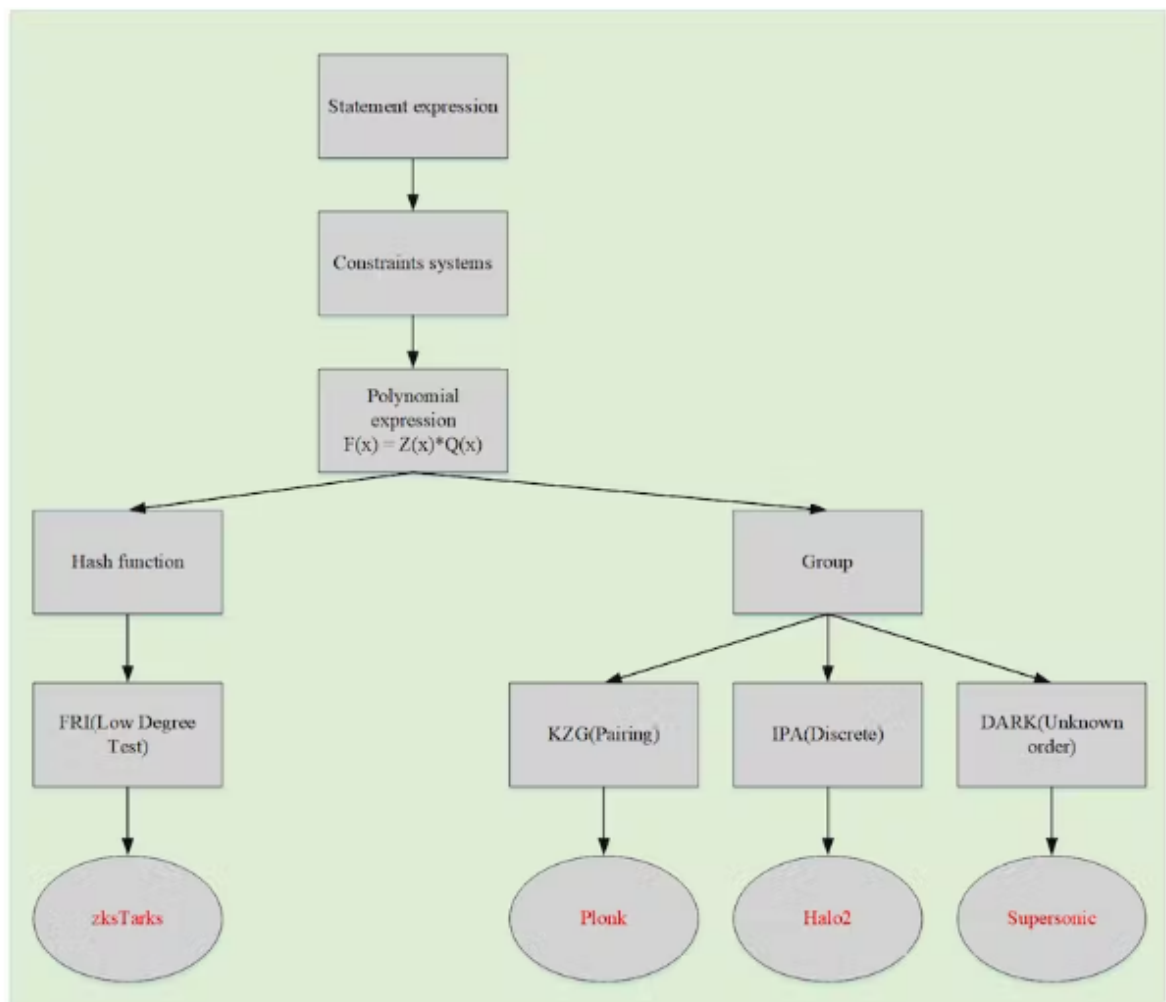 Statement expression
Constraints systems
Polynomial
expression
F(x) = Z(x)*Q(x)
Hash function
Group
FRI(Low Degree
Test)
KZG(Pairing)
IPA(Discrete)
DARK(Unknown
order)
zksTarks
Plonk
Halo2
Supersonic